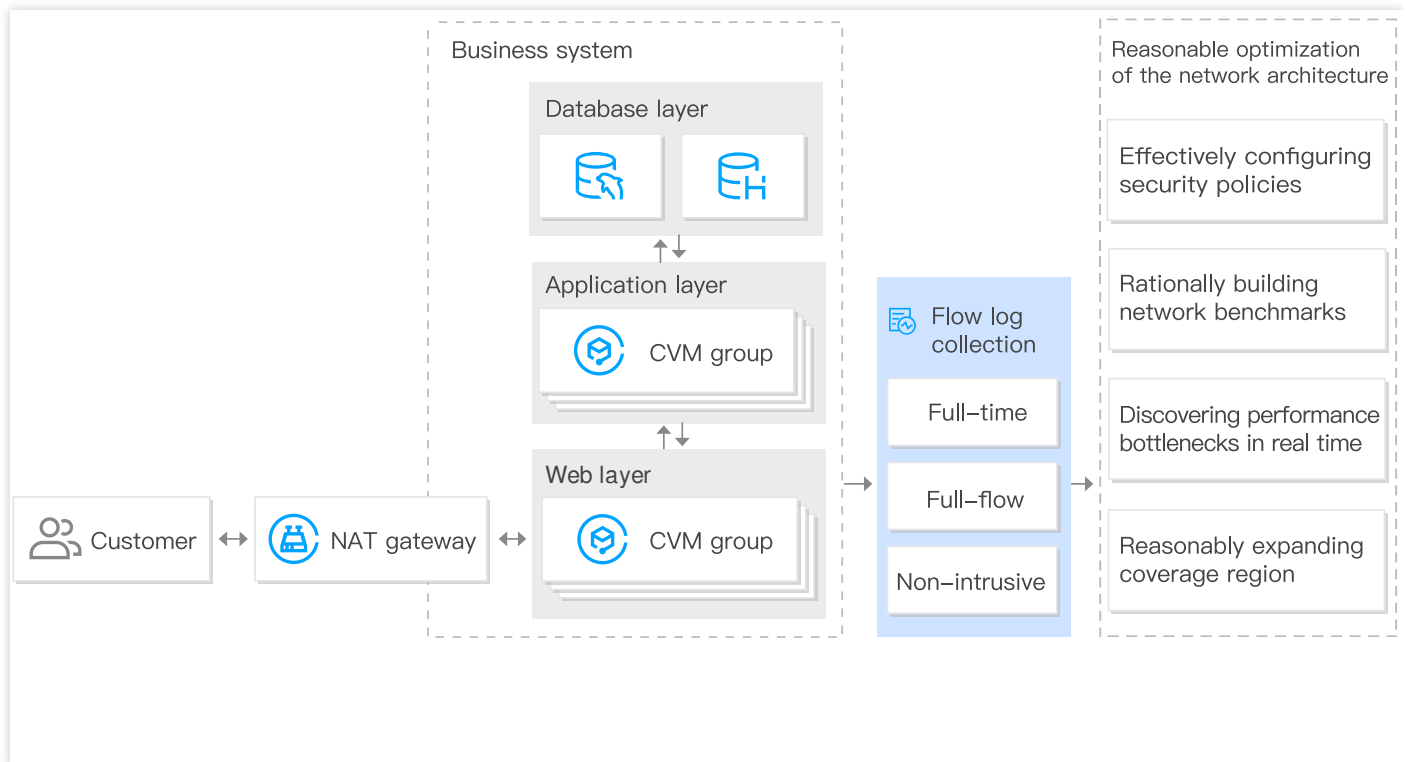 Business system
Database layer
Application layer
CVM group
Web layer
CVM group
Customer
NAT gateway
Flow log
collection
Full-time
Full-flow
Non-intrusive
Reasonable optimization
of the network architecture
Effectively configuring
security policies
Rationally building
network benchmarks
Discovering performance
bottlenecks in real time
Reasonably expanding
coverage region